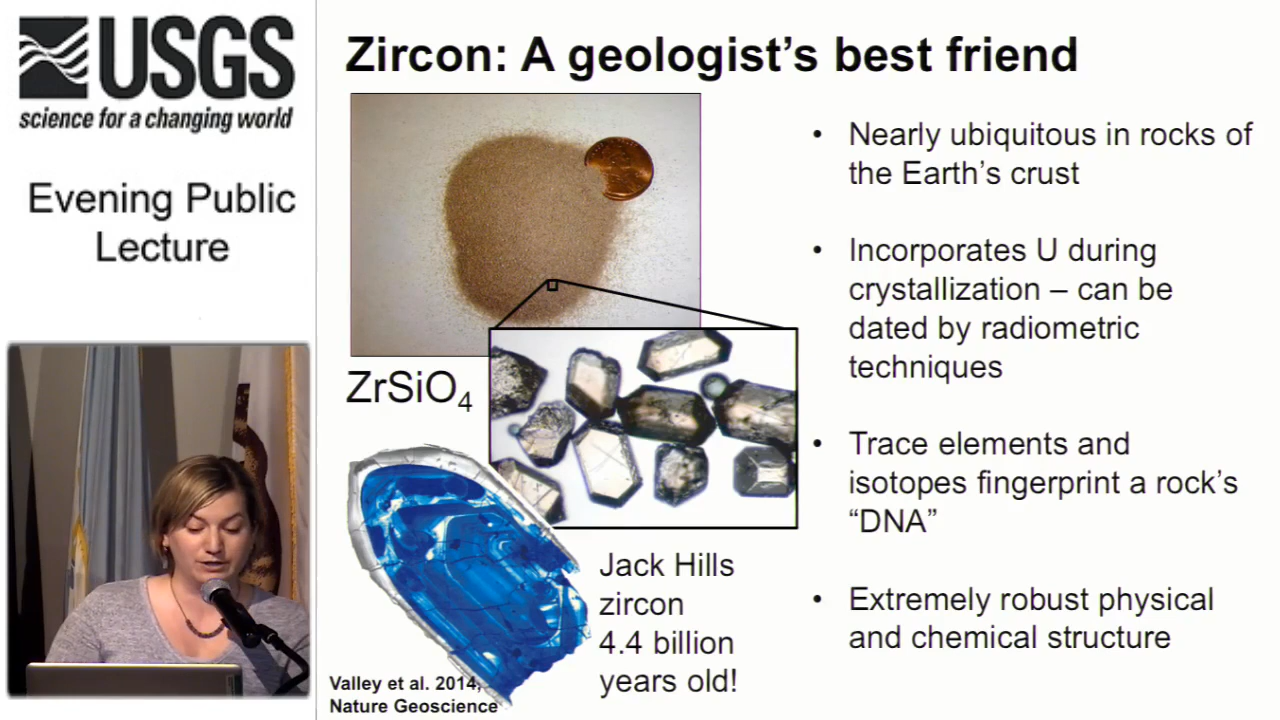 USGS
science for a changing world
Evening Public
Lecture
Zircon: A geologist’s best friend
ZrSiO₄
Jack Hills
zircon
4.4 billion
years old!
Valley et al. 2014,
Nature Geoscience
• Nearly ubiquitous in rocks of
the Earth’s crust
• Incorporates U during
crystallization – can be
dated by radiometric
techniques
• Trace elements and
isotopes fingerprint a rock’s
“DNA”
• Extremely robust physical
and chemical structure